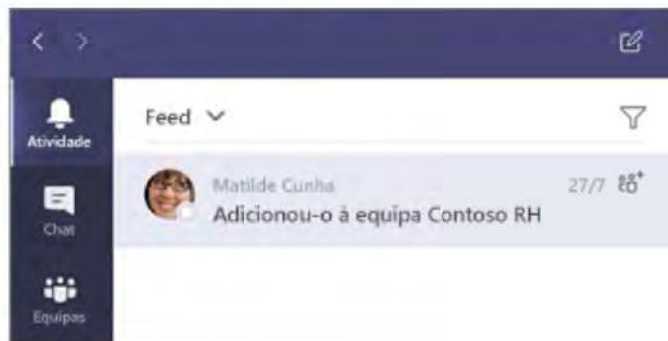 Atividade
Feed
Matilde Cunha 27/7
Adicionou-o à equipa Contoso RH
Chat
Equipas